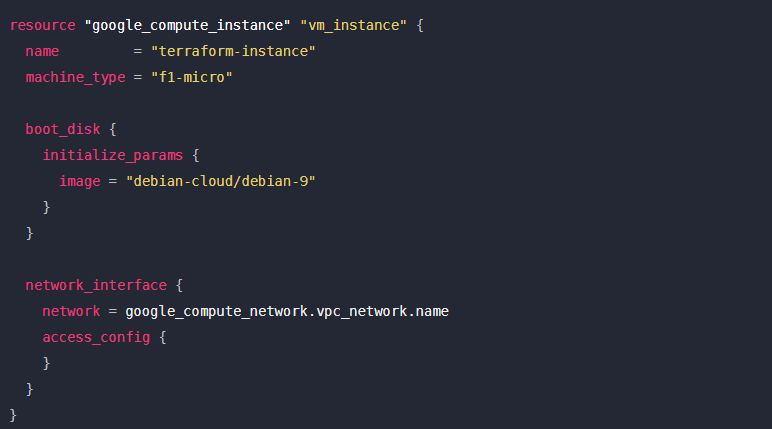 resource "google_compute_instance" "vm_instance" {
  name         = "terraform-instance"
  machine_type = "f1-micro"

  boot_disk {
    initialize_params {
      image = "debian-cloud/debian-9"
    }
  }

  network_interface {
    network = google_compute_network.vpc_network.name
    access_config {
    }
  }
}